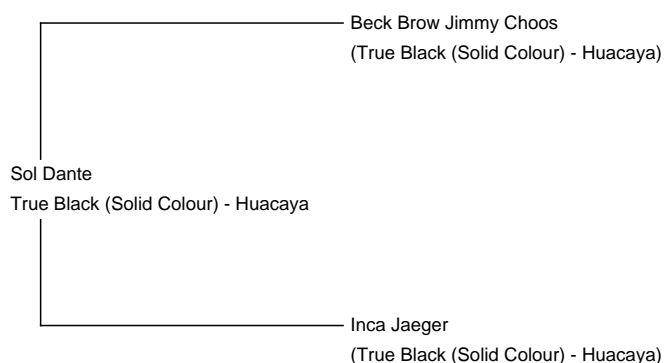 Beck Brow Jimmy Choos
(True Black (Solid Colour) - Huacaya)
Sol Dante
True Black (Solid Colour) - Huacaya
Inca Jaeger
(True Black (Solid Colour) - Huacaya)